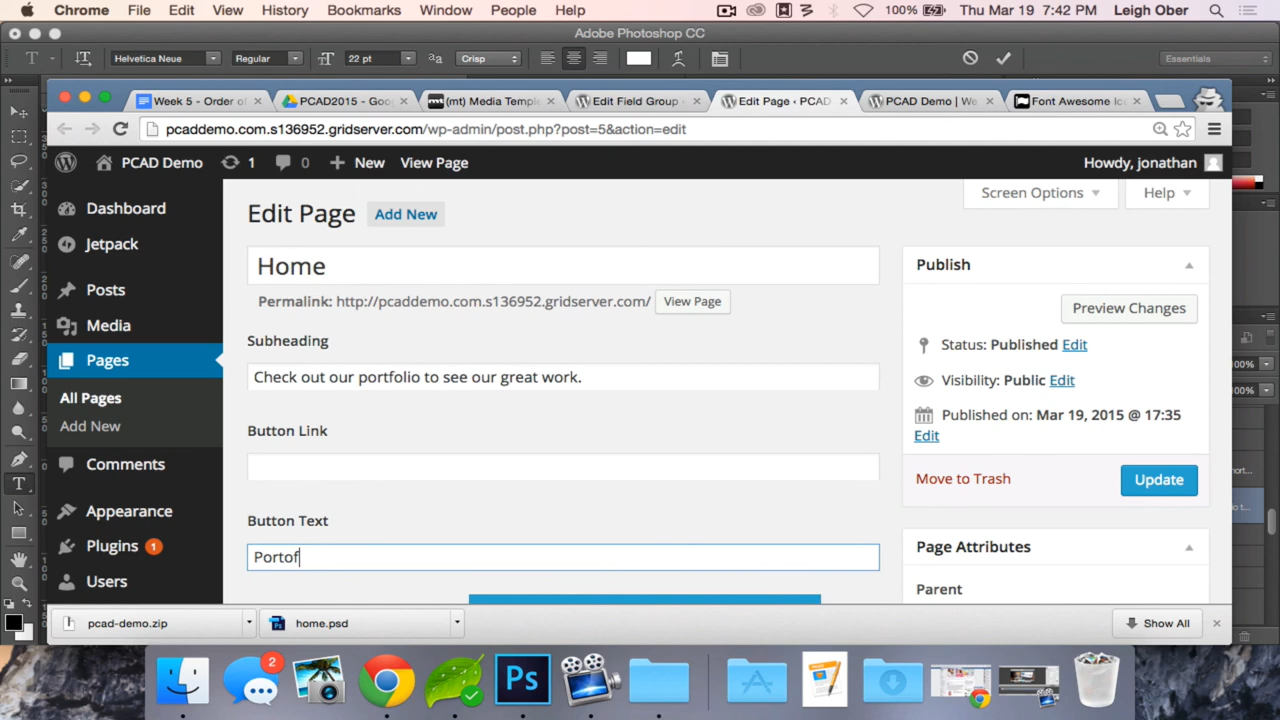 Chrome File Edit View History Bookmarks Window People Help 100% Thu Mar 19 7:42 PM Leigh Ober
Adobe Photoshop CC
T Helvetica Neue Regular 22 pt Crisp Essentials
Week 5 - Order of PCAD2015 - Goo (mt) Media Templ Edit Field Group Edit Page ‹ PCAD PCAD Demo | We Font Awesome Ic
pcaddemo.com.s136952.gridserver.com/wp-admin/post.php?post=5&action=edit
PCAD Demo 1 0 New View Page Howdy, jonathan
Screen Options Help
Dashboard
Jetpack
Posts
Media
Pages
All Pages
Add New
Comments
Appearance
Plugins 1
Users
Edit Page Add New
Home
Permalink: http://pcaddemo.com.s136952.gridserver.com/ View Page
Subheading
Check out our portfolio to see our great work.
Button Link
Button Text
Portof
Publish
Preview Changes
Status: Published Edit
Visibility: Public Edit
Published on: Mar 19, 2015 @ 17:35
Edit
Move to Trash Update
Page Attributes
Parent
pcad-demo.zip home.psd Show All
2 Ps